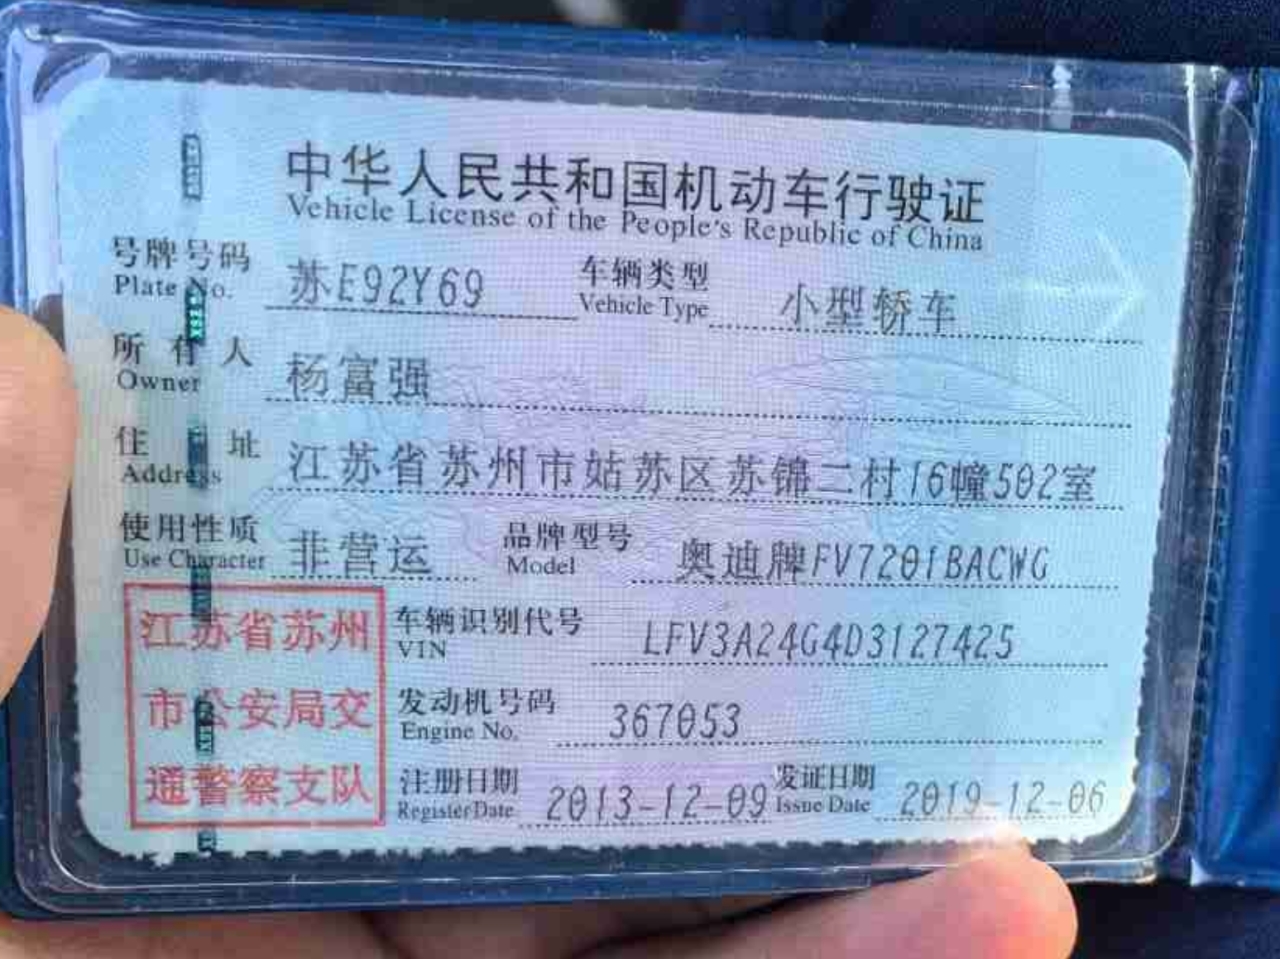 中华人民共和国机动车行驶证
Vehicle License of the People's Republic of China
号牌号码 苏E92Y69 车辆类型 小型轿车
Plate No. Vehicle Type
所有人 杨富强
Owner
住址 江苏省苏州市姑苏区苏锦二村16幢502室
Address
使用性质 非营运 品牌型号 奥迪牌FV7201BACWG
Use Character Model
江苏省苏州 车辆识别代号 LFV3A24G4D3127425
VIN
市公安局交 发动机号码 367053
Engine No.
通警察支队 注册日期 2013-12-09 发证日期 2019-12-06
Register Date Issue Date